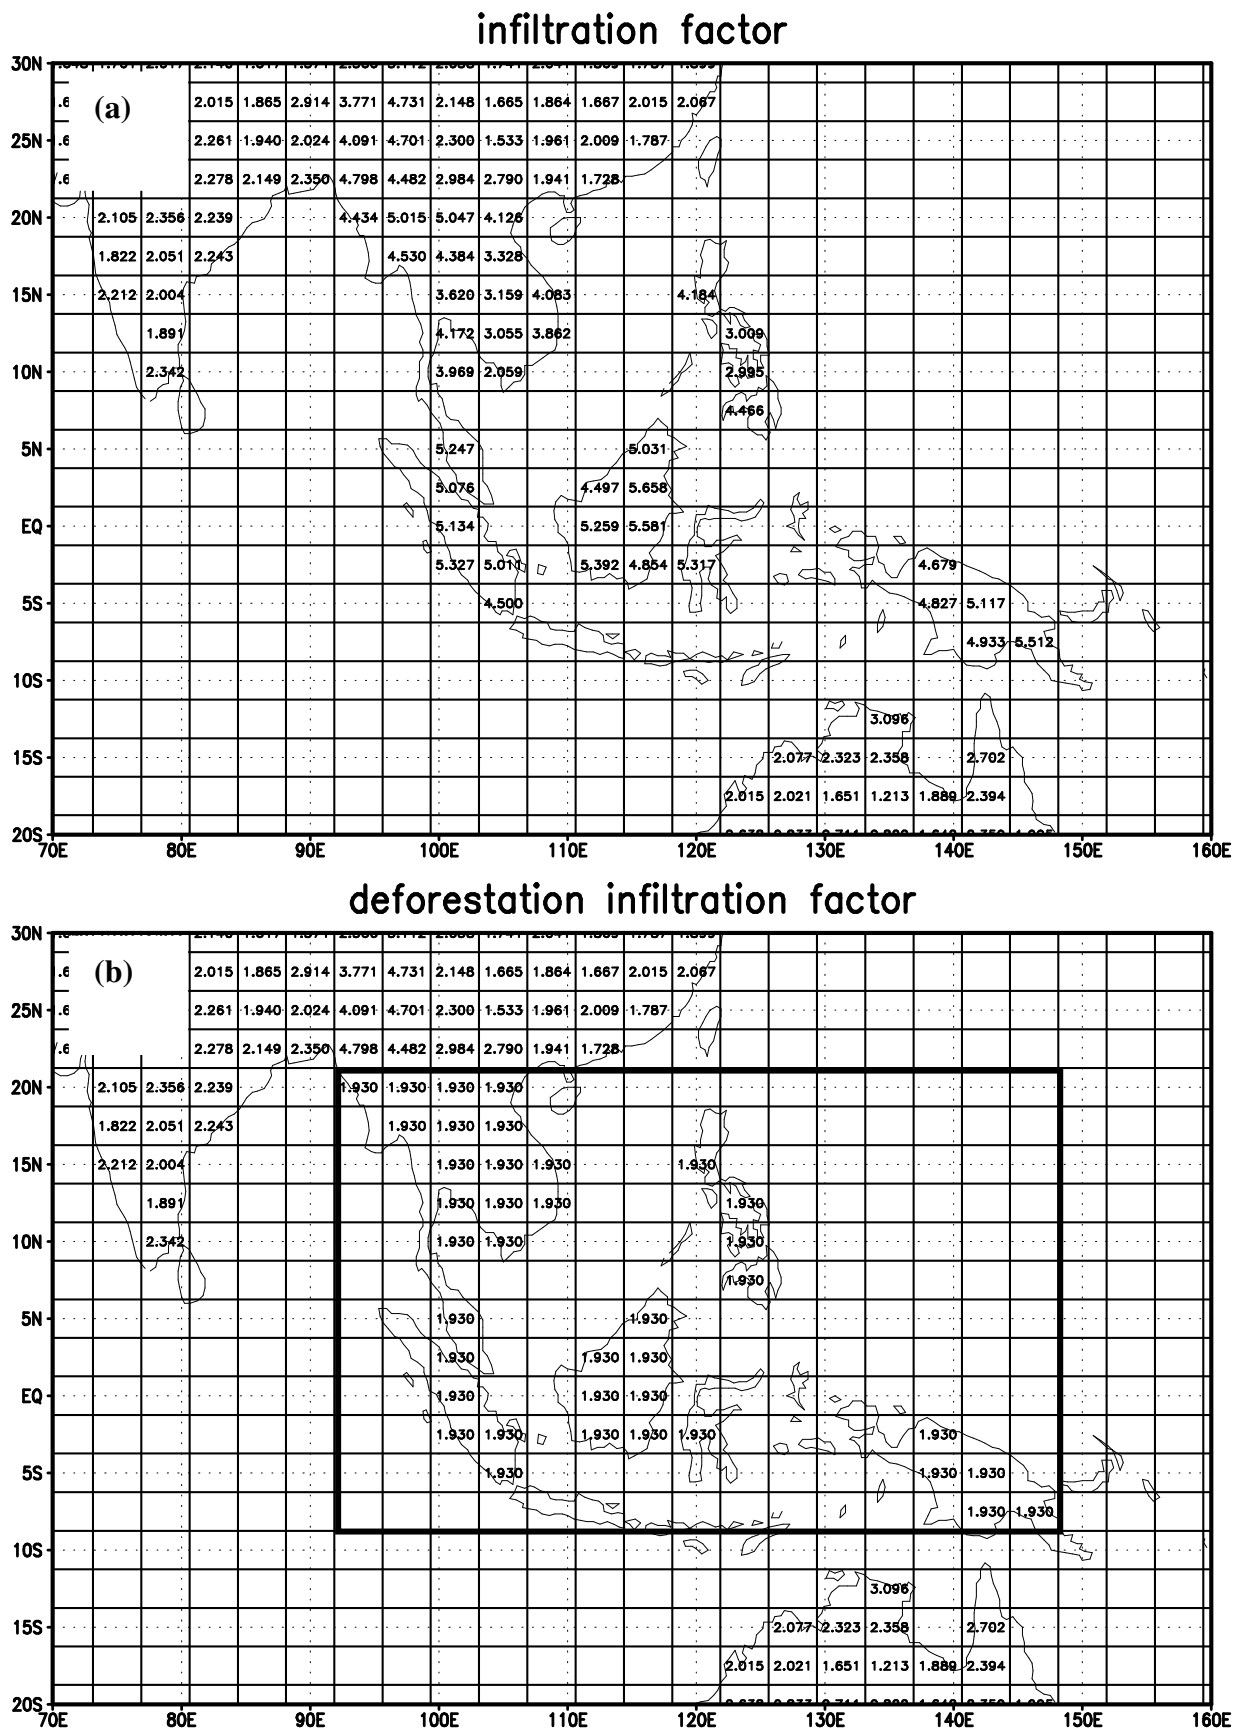 infiltration factor
30N
(a) 2.015 1.865 2.914 3.771 4.731 2.148 1.665 1.864 1.667 2.015 2.067
25N 2.261 1.940 2.024 4.091 4.701 2.300 1.533 1.961 2.009 1.787
2.278 2.149 2.350 4.798 4.482 2.984 2.790 1.941 1.728
20N 2.105 2.356 2.239 4.434 5.015 5.047 4.126
1.822 2.051 2.243 4.530 4.384 3.328
15N 2.212 2.004 3.620 3.159 4.083 4.184
1.891 4.172 3.055 3.862 3.009
10N 2.342 3.969 2.059 2.995
4.466
5N 5.247 5.031
5.076 4.497 5.658
EQ 5.134 5.259 5.581
5.327 5.011 5.392 4.854 5.317 4.679
5S 4.500 4.827 5.117
4.933 5.512
10S
3.096
15S 2.077 2.323 2.358 2.702
2.015 2.021 1.651 1.213 1.889 2.394
20S
70E 80E 90E 100E 110E 120E 130E 140E 150E 160E
deforestation infiltration factor
30N
(b) 2.015 1.865 2.914 3.771 4.731 2.148 1.665 1.864 1.667 2.015 2.067
25N 2.261 1.940 2.024 4.091 4.701 2.300 1.533 1.961 2.009 1.787
2.278 2.149 2.350 4.798 4.482 2.984 2.790 1.941 1.728
20N 2.105 2.356 2.239 1.930 1.930 1.930 1.930
1.822 2.051 2.243 1.930 1.930 1.930
15N 2.212 2.004 1.930 1.930 1.930 1.930
1.891 1.930 1.930 1.930 1.930
10N 2.342 1.930 1.930 1.930
1.930
5N 1.930 1.930
1.930 1.930 1.930
EQ 1.930 1.930 1.930
1.930 1.930 1.930 1.930 1.930 1.930
5S 1.930 1.930 1.930
1.930 1.930
10S
3.096
15S 2.077 2.323 2.358 2.702
2.015 2.021 1.651 1.213 1.889 2.394
20S
70E 80E 90E 100E 110E 120E 130E 140E 150E 160E